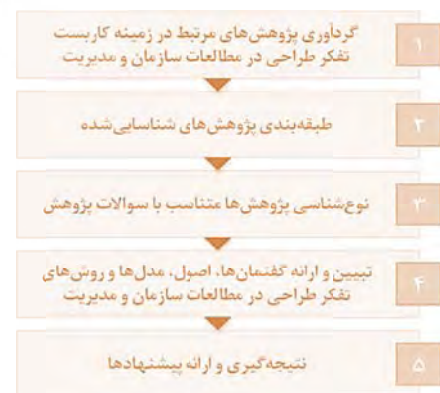 ۱
گردآوری پژوهش‌های مرتبط در زمینه کاربست
تفکر طراحی در مطالعات سازمان و مدیریت
۲
طبقه‌بندی پژوهش‌های شناسایی‌شده
۳
نوع‌شناسی پژوهش‌ها متناسب با سوالات پژوهش
۴
تبیین و ارائه گفتمان‌ها، اصول، مدل‌ها و روش‌های
تفکر طراحی در مطالعات سازمان و مدیریت
۵
نتیجه‌گیری و ارائه پیشنهادها